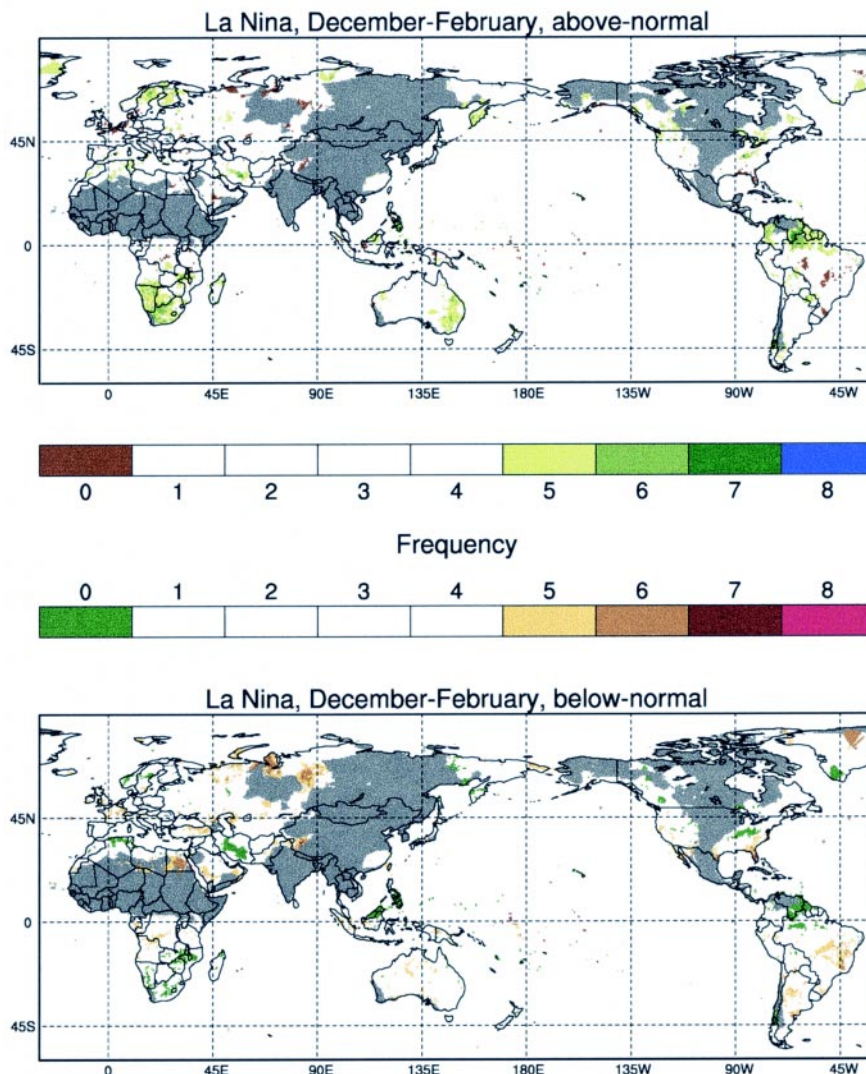 La Nina, December-February, above-normal
45N
0
45S
0 45E 90E 135E 180E 135W 90W 45W
0 1 2 3 4 5 6 7 8
Frequency
0 1 2 3 4 5 6 7 8
La Nina, December-February, below-normal
45N
0
45S
0 45E 90E 135E 180E 135W 90W 45W